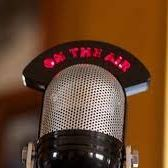 ON THE AIR